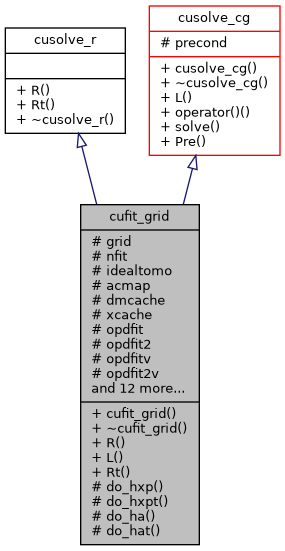 cusolve_r
+ R()
+ Rt()
+ ~cusolve_r()
cusolve_cg
# precond
+ cusolve_cg()
+ ~cusolve_cg()
+ L()
+ operator()()
+ solve()
+ Pre()
cufit_grid
# grid
# nfit
# idealtomo
# acmap
# dmcache
# xcache
# opdfit
# opdfit2
# opdfitv
# opdfit2v
and 12 more...
+ cufit_grid()
+ ~cufit_grid()
+ R()
+ L()
+ Rt()
# do_hxp()
# do_hxpt()
# do_ha()
# do_hat()